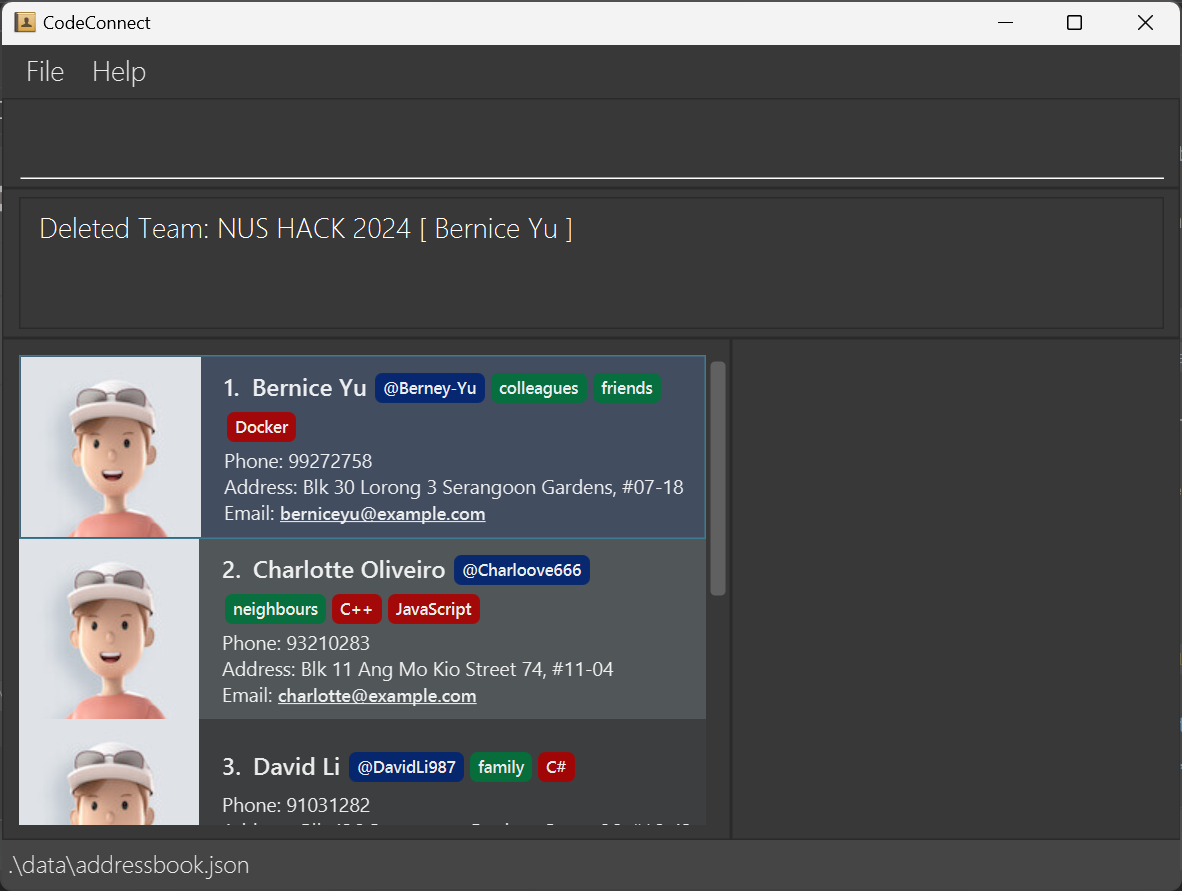 CodeConnect
File Help
Deleted Team: NUS HACK 2024 [ Bernice Yu ]
1. Bernice Yu @Berney-Yu colleagues friends
Docker
Phone: 99272758
Address: Blk 30 Lorong 3 Serangoon Gardens, #07-18
Email: berniceyu@example.com
2. Charlotte Oliveiro @Charloove666
neighbours C++ JavaScript
Phone: 93210283
Address: Blk 11 Ang Mo Kio Street 74, #11-04
Email: charlotte@example.com
3. David Li @DavidLi987 family C#
Phone: 91031282
.\data\addressbook.json